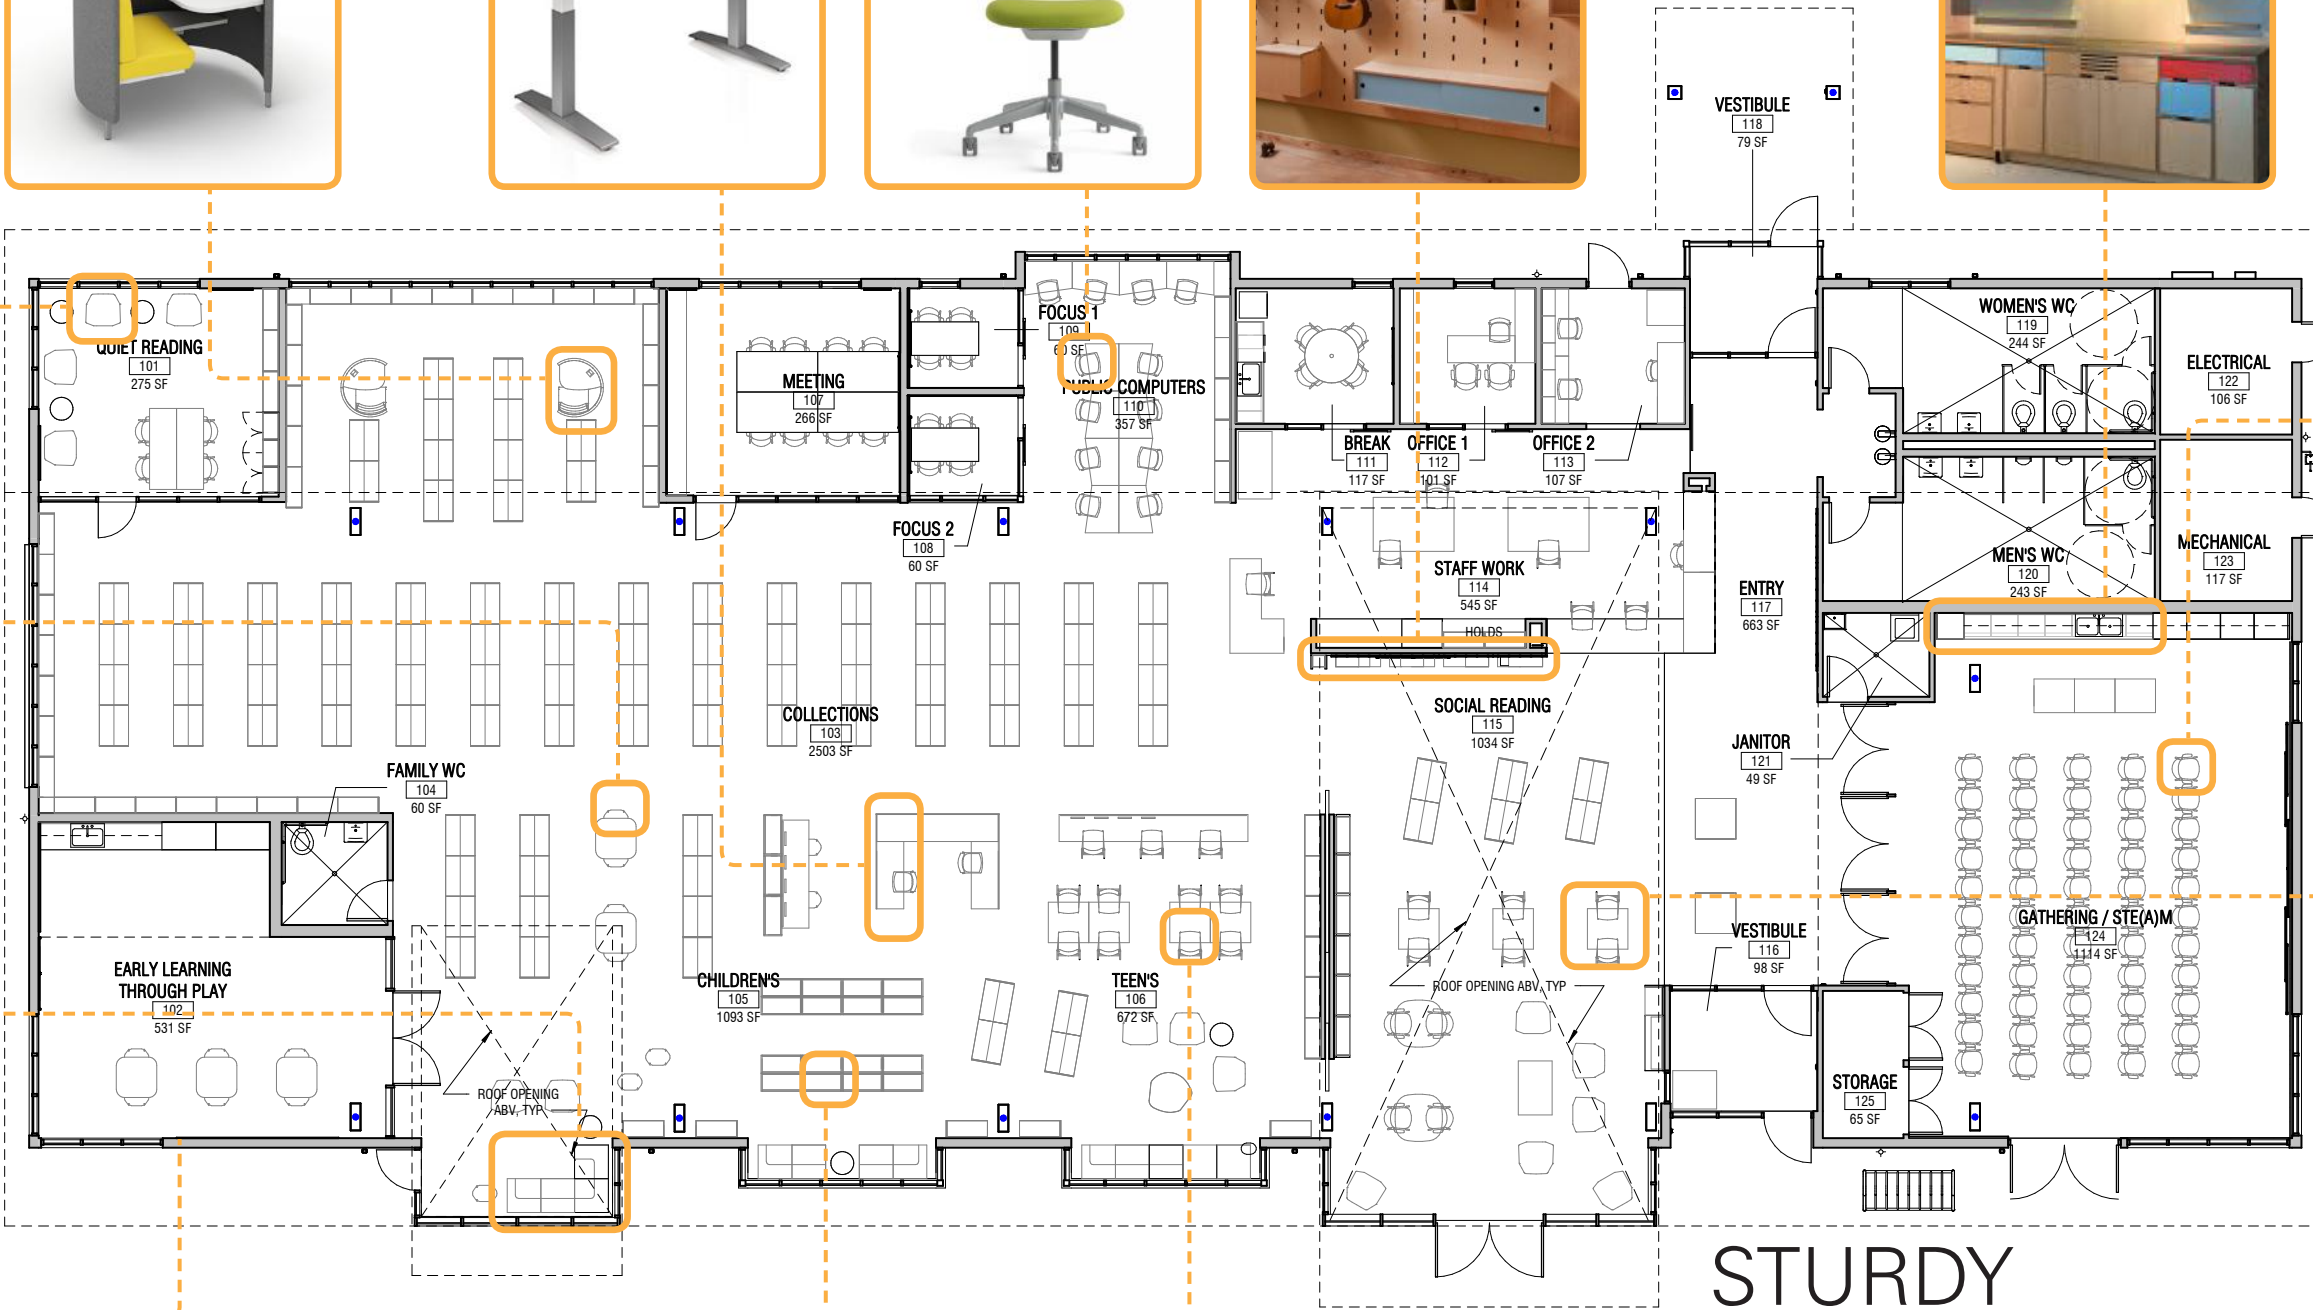 VESTIBULE
118
79 SF
QUIET READING
101
275 SF
MEETING
107
266 SF
FOCUS 1
109
60 SF
PUBLIC COMPUTERS
110
357 SF
BREAK
111
117 SF
OFFICE 1
112
101 SF
OFFICE 2
113
107 SF
WOMEN'S WC
119
244 SF
ELECTRICAL
122
106 SF
FOCUS 2
108
60 SF
STAFF WORK
114
545 SF
HOLDS
ENTRY
117
663 SF
MEN'S WC
120
243 SF
MECHANICAL
123
117 SF
COLLECTIONS
103
2503 SF
SOCIAL READING
115
1034 SF
JANITOR
121
49 SF
FAMILY WC
104
60 SF
EARLY LEARNING
THROUGH PLAY
102
531 SF
CHILDREN'S
105
1093 SF
TEEN'S
106
672 SF
ROOF OPENING ABV, TYP
VESTIBULE
116
98 SF
GATHERING / STE(A)M
124
1114 SF
ROOF OPENING
ABV, TYP
STORAGE
125
65 SF
STURDY